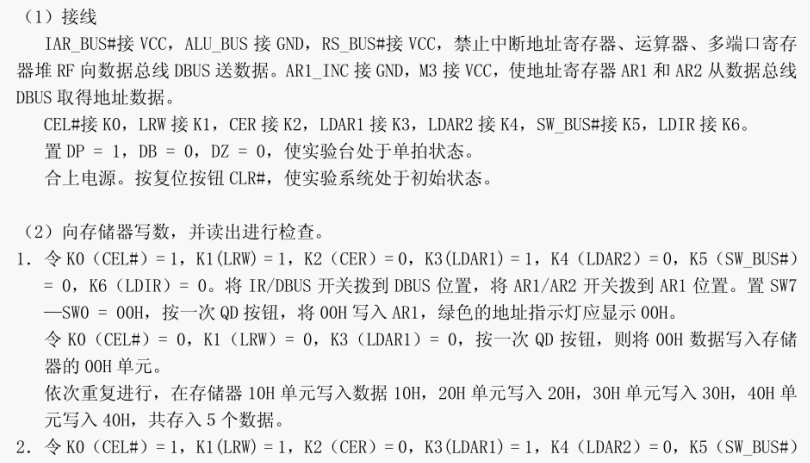 （1）接线
IAR_BUS#接 VCC，ALU_BUS 接 GND，RS_BUS#接 VCC，禁止中断地址寄存器、运算器、多端口寄存
器堆 RF 向数据总线 DBUS 送数据。AR1_INC 接 GND，M3 接 VCC，使地址寄存器 AR1 和 AR2 从数据总线
DBUS 取得地址数据。
CEL#接 K0，LRW 接 K1，CER 接 K2，LDAR1 接 K3，LDAR2 接 K4，SW_BUS#接 K5，LDIR 接 K6。
置 DP = 1，DB = 0，DZ = 0，使实验台处于单拍状态。
合上电源。按复位按钮 CLR#，使实验系统处于初始状态。
（2）向存储器写数，并读出进行检查。
1. 令 K0（CEL#）= 1，K1(LRW) = 1，K2（CER）= 0，K3(LDAR1) = 1，K4（LDAR2）= 0，K5（SW_BUS#）
= 0，K6（LDIR）= 0。将 IR/DBUS 开关拨到 DBUS 位置，将 AR1/AR2 开关拨到 AR1 位置。置 SW7
—SW0 = 00H，按一次 QD 按钮，将 00H 写入 AR1，绿色的地址指示灯应显示 00H。
令 K0（CEL#）= 0，K1（LRW）= 0，K3（LDAR1）= 0，按一次 QD 按钮，则将 00H 数据写入存储
器的 00H 单元。
依次重复进行，在存储器 10H 单元写入数据 10H，20H 单元写入 20H，30H 单元写入 30H，40H 单
元写入 40H，共存入 5 个数据。
2. 令 K0（CEL#）= 1，K1(LRW) = 1，K2（CER）= 0，K3(LDAR1) = 1，K4（LDAR2）= 0，K5（SW_BUS#）